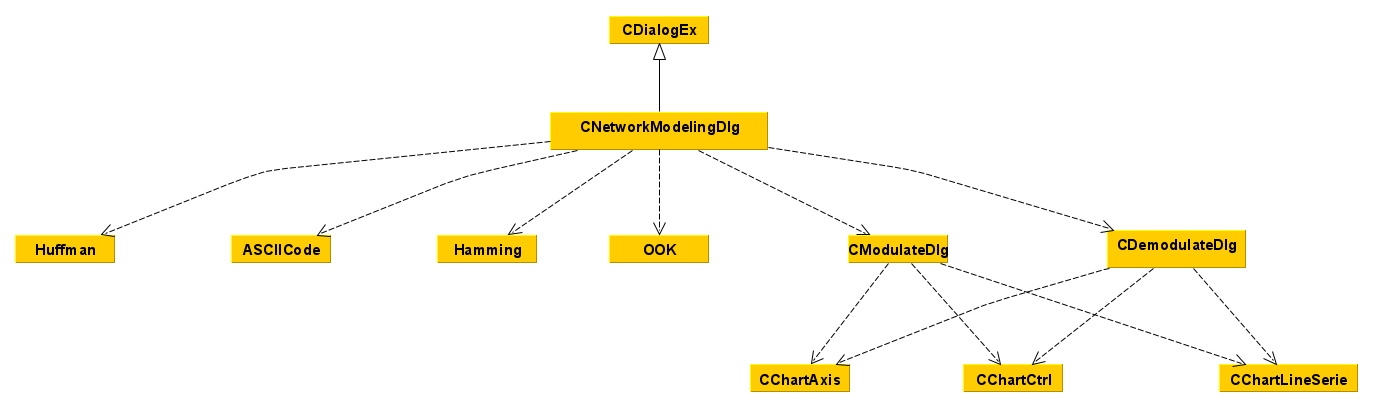 CDialogEx
CNetworkModelingDlg
Huffman
ASCIICode
Hamming
OOK
CModulateDlg
CDemodulateDlg
CChartAxis
CChartCtrl
CChartLineSerie